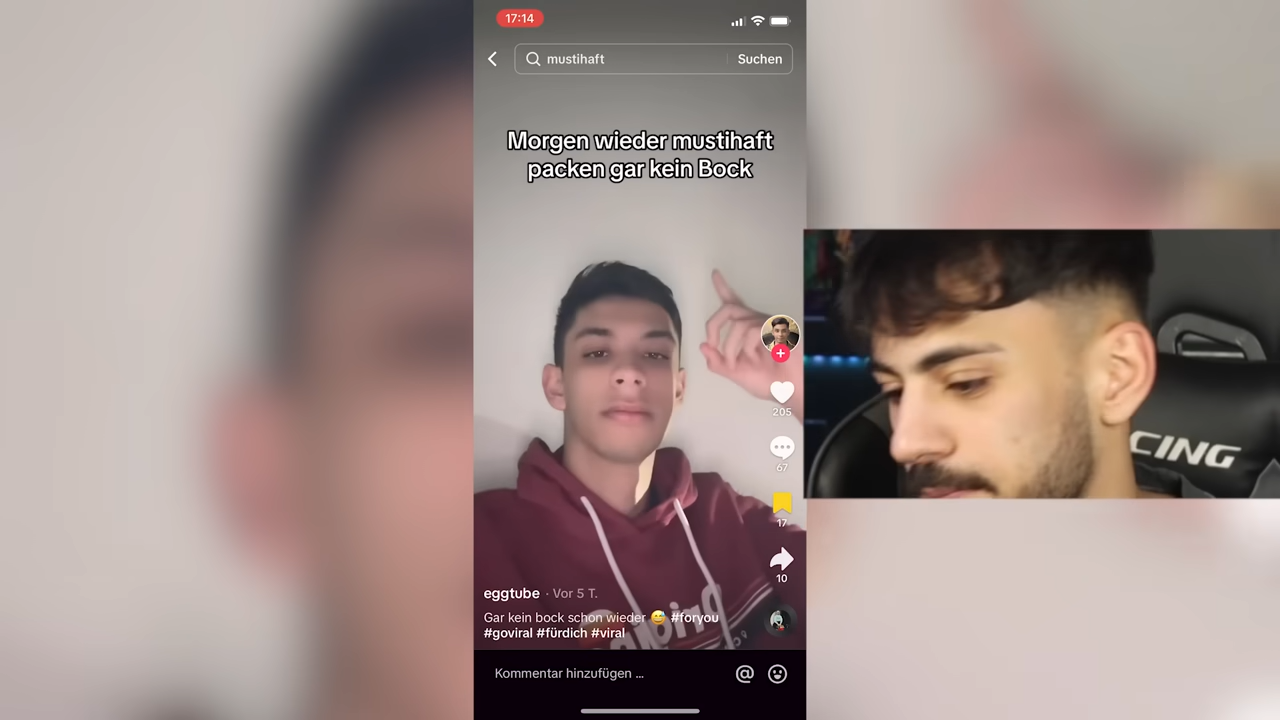 17:14
mustihaft
Suchen
Morgen wieder mustihaft
packen gar kein Bock
205
67
17
10
eggtube · Vor 5 T.
Gar kein bock schon wieder 😅 #foryou
#goviral #fürdich #viral
Kommentar hinzufügen ...
CING